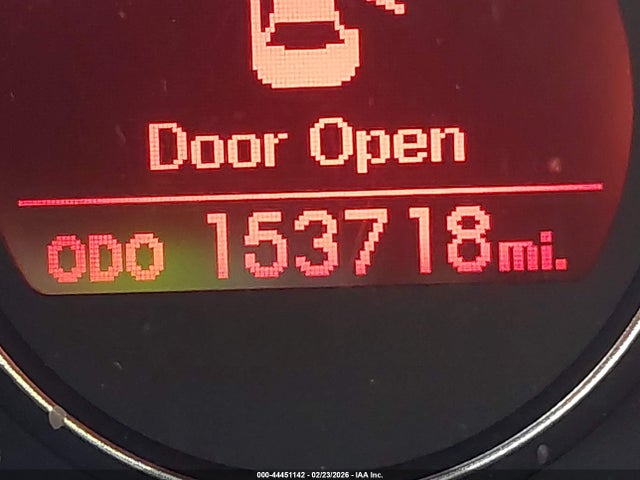 Door Open
ODO 153718 mi.
000-44451142 - 02/23/2026 - IAA Inc.